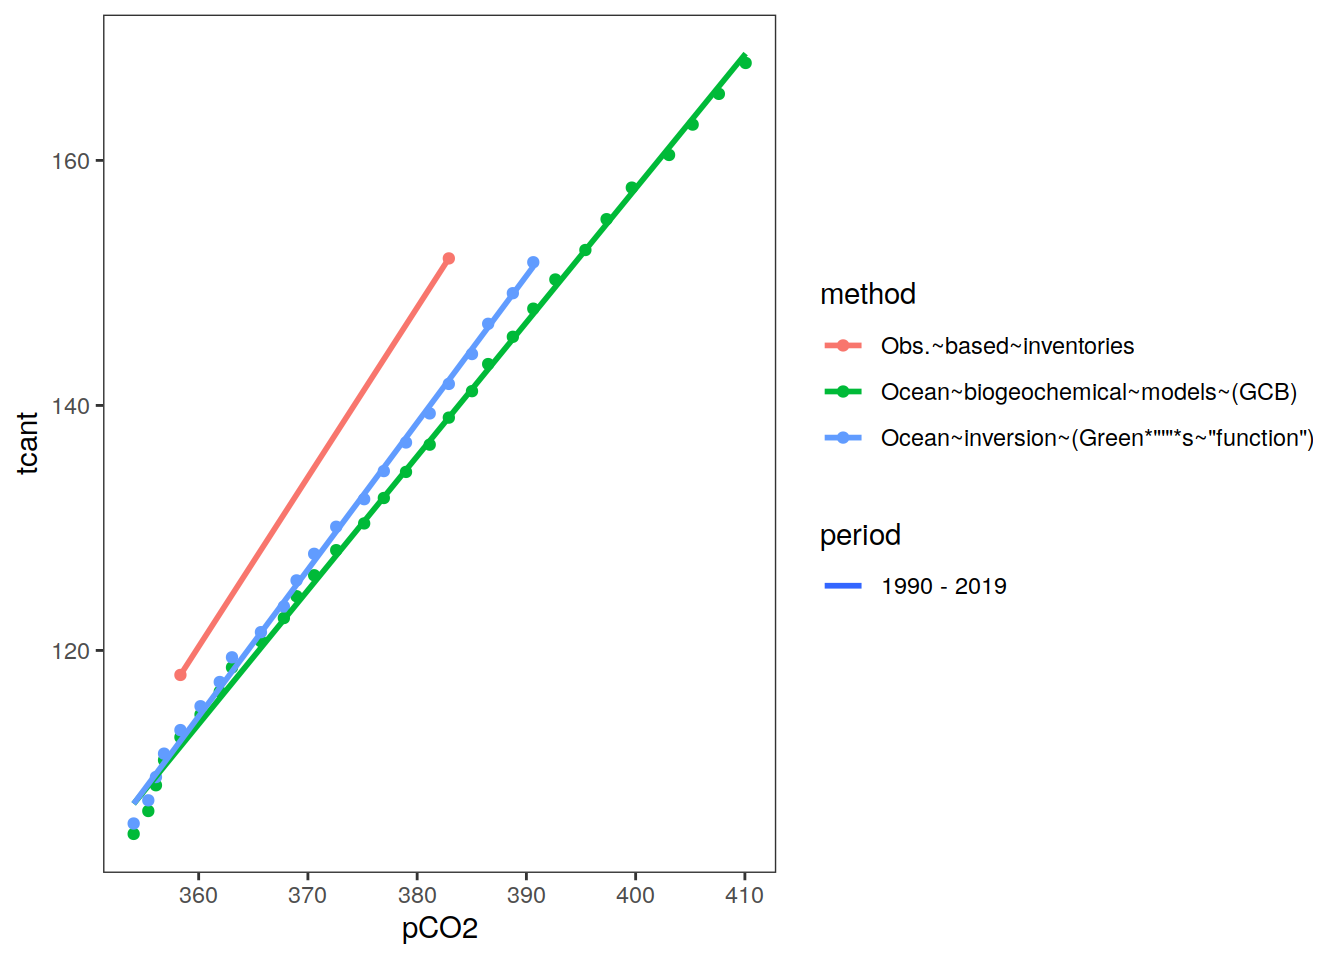 160
140
120
tcant
360
370
380
390
400
410
pCO2
method
Obs.~based~inventories
Ocean~biogeochemical~models~(GCB)
Ocean~inversion~(Green*"'"*s~"function")
period
1990 - 2019